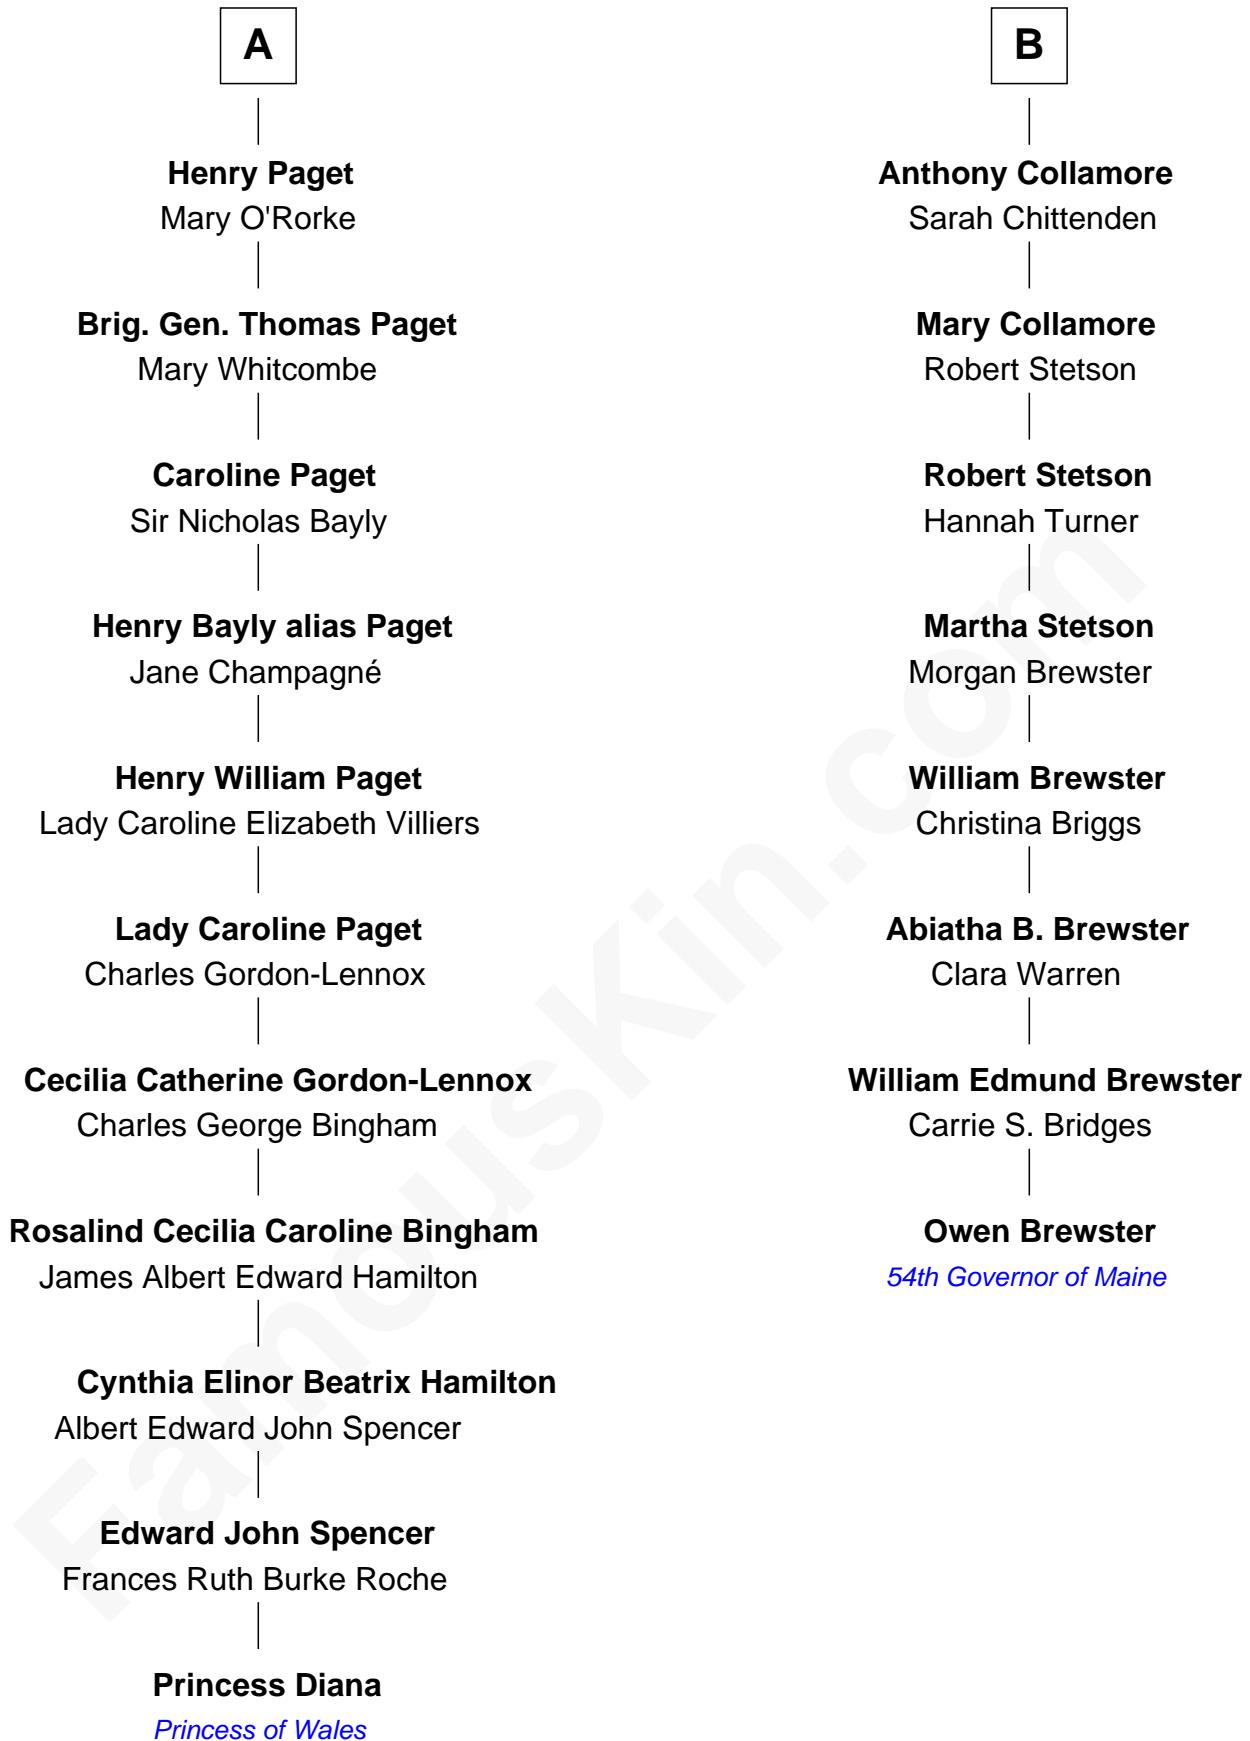 A
Henry Paget
Mary O'Rorke
Brig. Gen. Thomas Paget
Mary Whitcombe
Caroline Paget
Sir Nicholas Bayly
Henry Bayly alias Paget
Jane Champagné
Henry William Paget
Lady Caroline Elizabeth Villiers
Lady Caroline Paget
Charles Gordon-Lennox
Cecilia Catherine Gordon-Lennox
Charles George Bingham
Rosalind Cecilia Caroline Bingham
James Albert Edward Hamilton
Cynthia Elinor Beatrix Hamilton
Albert Edward John Spencer
Edward John Spencer
Frances Ruth Burke Roche
Princess Diana
Princess of Wales
B
Anthony Collamore
Sarah Chittenden
Mary Collamore
Robert Stetson
Robert Stetson
Hannah Turner
Martha Stetson
Morgan Brewster
William Brewster
Christina Briggs
Abiatha B. Brewster
Clara Warren
William Edmund Brewster
Carrie S. Bridges
Owen Brewster
54th Governor of Maine
FamousKin.com